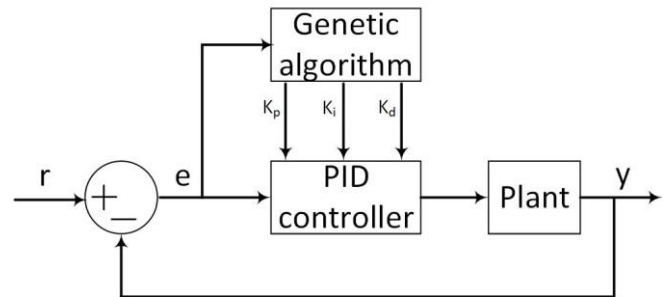 Genetic
algorithm
Kp Ki Kd
r
+
−
e
PID
controller
Plant
y